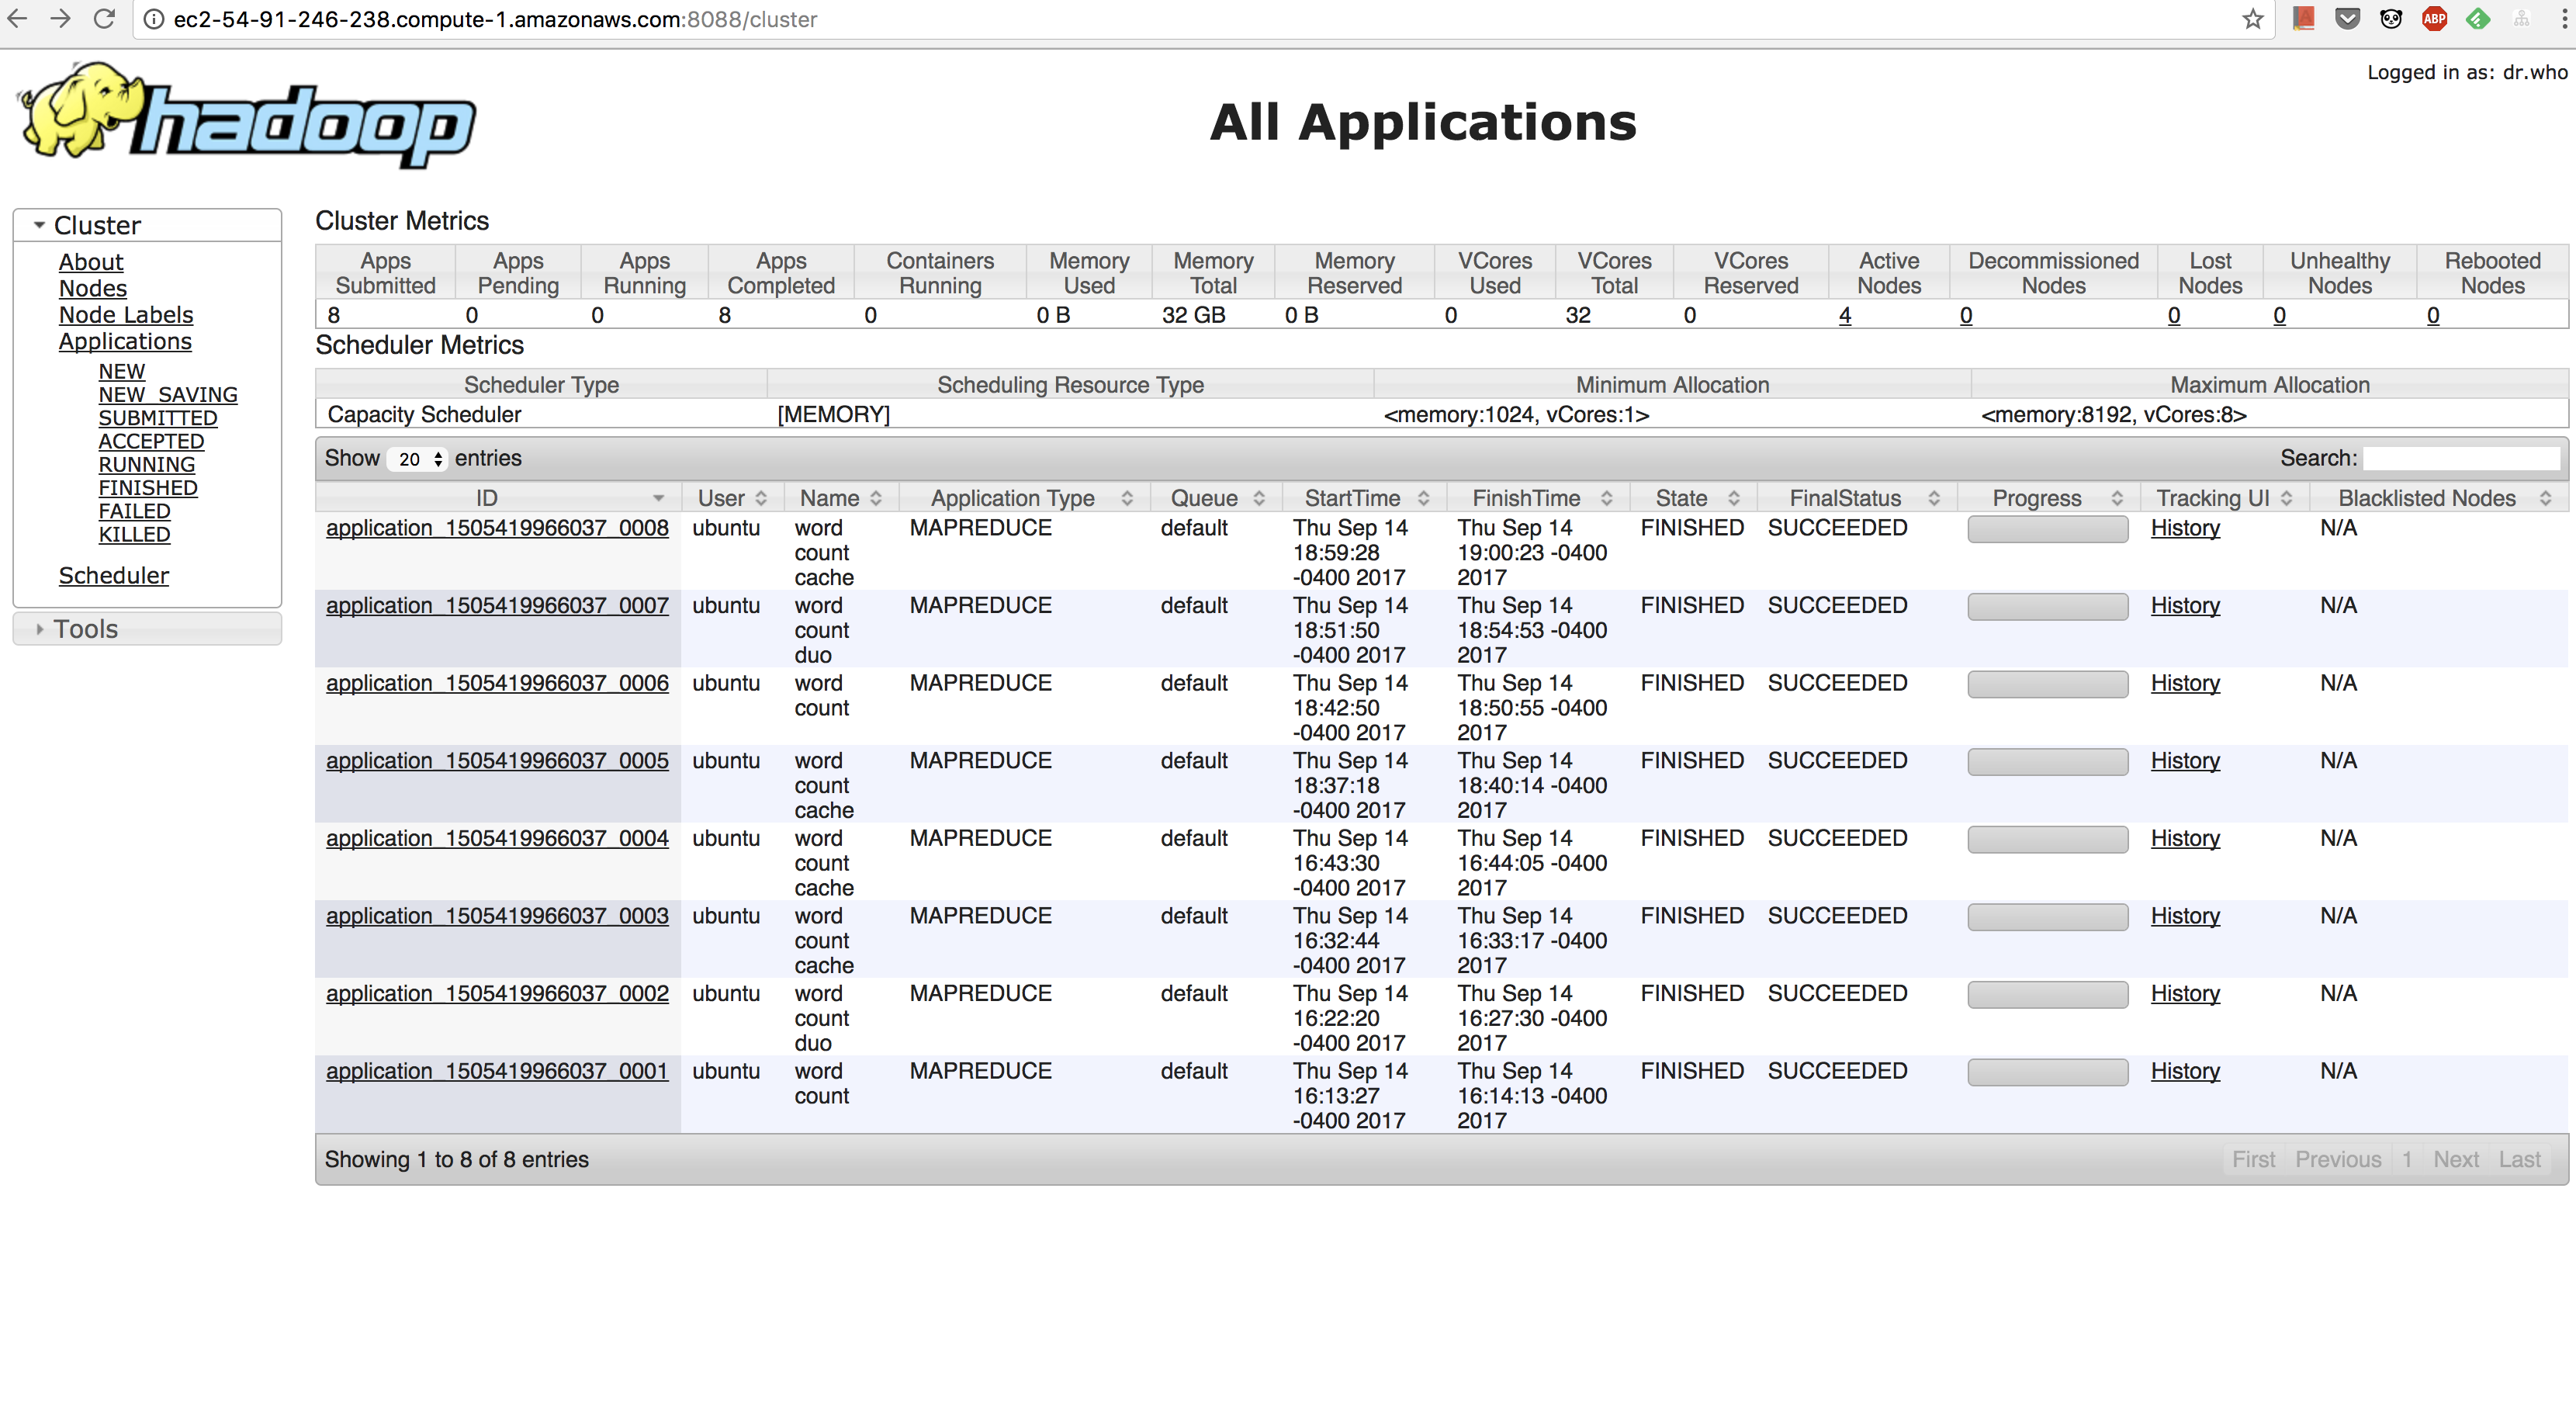 ec2-54-91-246-238.compute-1.amazonaws.com:8088/cluster
ABP
hadoop
All Applications
Logged in as: dr.who
Cluster
About
Nodes
Node Labels
Applications
NEW
NEW_SAVING
SUBMITTED
ACCEPTED
RUNNING
FINISHED
FAILED
KILLED
Scheduler
Tools
Cluster Metrics
Apps Submitted Apps Pending Apps Running Apps Completed Containers Running Memory Used Memory Total Memory Reserved VCores Used VCores Total VCores Reserved Active Nodes Decommissioned Nodes Lost Nodes Unhealthy Nodes Rebooted Nodes
8 0 0 8 0 0 B 32 GB 0 B 0 32 0 4 0 0 0 0
Scheduler Metrics
Scheduler Type Scheduling Resource Type Minimum Allocation Maximum Allocation
Capacity Scheduler [MEMORY] <memory:1024, vCores:1> <memory:8192, vCores:8>
Show 20 entries Search:
ID User Name Application Type Queue StartTime FinishTime State FinalStatus Progress Tracking UI Blacklisted Nodes
application_1505419966037_0008 ubuntu word count cache MAPREDUCE default Thu Sep 14 18:59:28 -0400 2017 Thu Sep 14 19:00:23 -0400 2017 FINISHED SUCCEEDED History N/A
application_1505419966037_0007 ubuntu word count duo MAPREDUCE default Thu Sep 14 18:51:50 -0400 2017 Thu Sep 14 18:54:53 -0400 2017 FINISHED SUCCEEDED History N/A
application_1505419966037_0006 ubuntu word count MAPREDUCE default Thu Sep 14 18:42:50 -0400 2017 Thu Sep 14 18:50:55 -0400 2017 FINISHED SUCCEEDED History N/A
application_1505419966037_0005 ubuntu word count cache MAPREDUCE default Thu Sep 14 18:37:18 -0400 2017 Thu Sep 14 18:40:14 -0400 2017 FINISHED SUCCEEDED History N/A
application_1505419966037_0004 ubuntu word count cache MAPREDUCE default Thu Sep 14 16:43:30 -0400 2017 Thu Sep 14 16:44:05 -0400 2017 FINISHED SUCCEEDED History N/A
application_1505419966037_0003 ubuntu word count cache MAPREDUCE default Thu Sep 14 16:32:44 -0400 2017 Thu Sep 14 16:33:17 -0400 2017 FINISHED SUCCEEDED History N/A
application_1505419966037_0002 ubuntu word count duo MAPREDUCE default Thu Sep 14 16:22:20 -0400 2017 Thu Sep 14 16:27:30 -0400 2017 FINISHED SUCCEEDED History N/A
application_1505419966037_0001 ubuntu word count MAPREDUCE default Thu Sep 14 16:13:27 -0400 2017 Thu Sep 14 16:14:13 -0400 2017 FINISHED SUCCEEDED History N/A
Showing 1 to 8 of 8 entries First Previous 1 Next Last